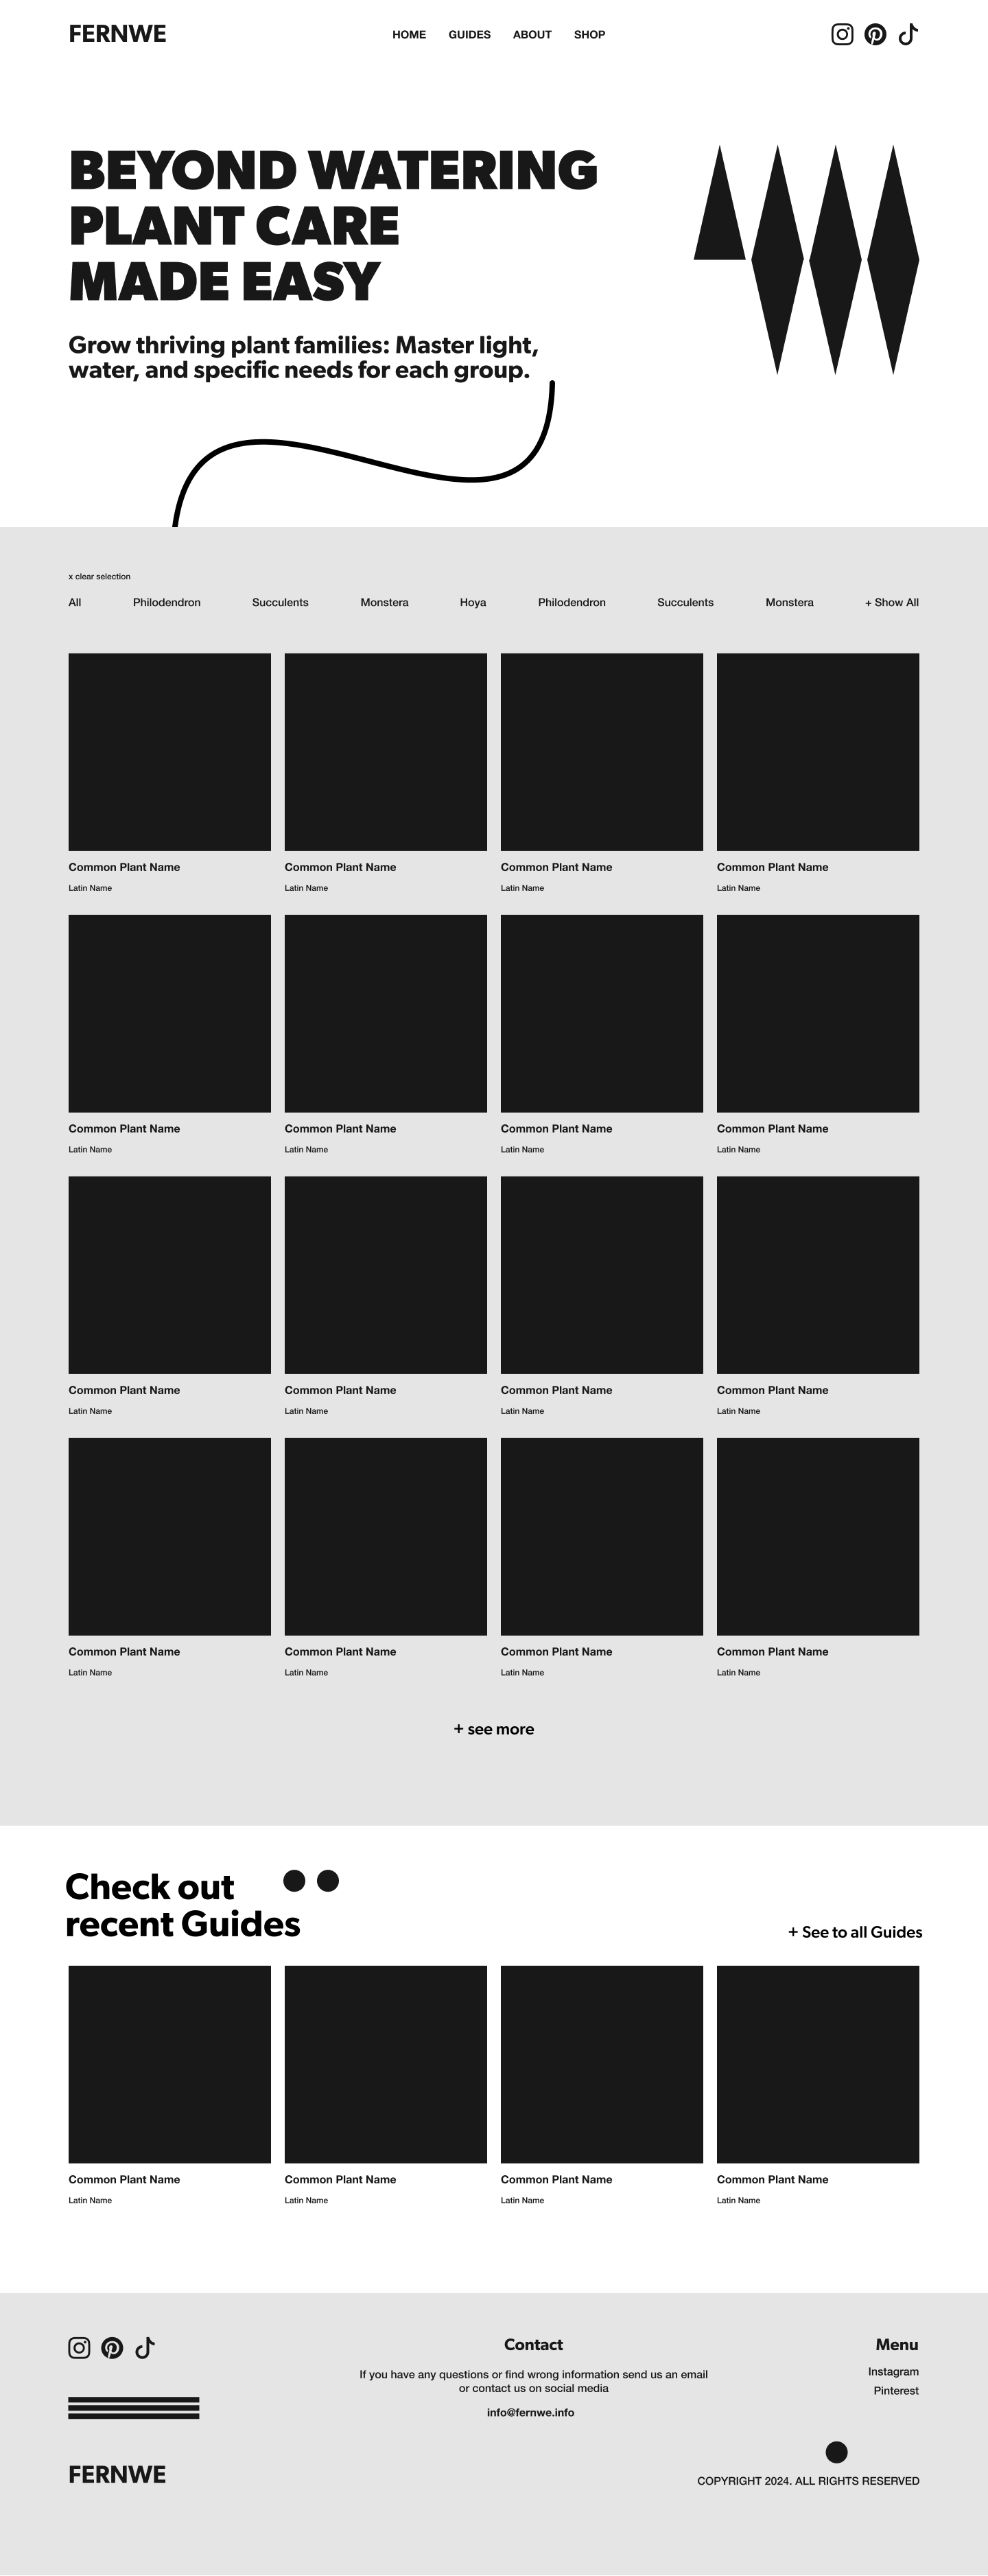 FERNWE
HOME GUIDES ABOUT SHOP
BEYOND WATERING
PLANT CARE
MADE EASY
Grow thriving plant families: Master light,
water, and specific needs for each group.
x clear selection
All Philodendron Succulents Monstera Hoya Philodendron Succulents Monstera + Show All
Common Plant Name Common Plant Name Common Plant Name Common Plant Name
Latin Name Latin Name Latin Name Latin Name
Common Plant Name Common Plant Name Common Plant Name Common Plant Name
Latin Name Latin Name Latin Name Latin Name
Common Plant Name Common Plant Name Common Plant Name Common Plant Name
Latin Name Latin Name Latin Name Latin Name
Common Plant Name Common Plant Name Common Plant Name Common Plant Name
Latin Name Latin Name Latin Name Latin Name
+ see more
Check out
recent Guides
+ See to all Guides
Common Plant Name Common Plant Name Common Plant Name Common Plant Name
Latin Name Latin Name Latin Name Latin Name
Contact
If you have any questions or find wrong information send us an email
or contact us on social media
info@fernwe.info
Menu
Instagram
Pinterest
FERNWE
COPYRIGHT 2024. ALL RIGHTS RESERVED